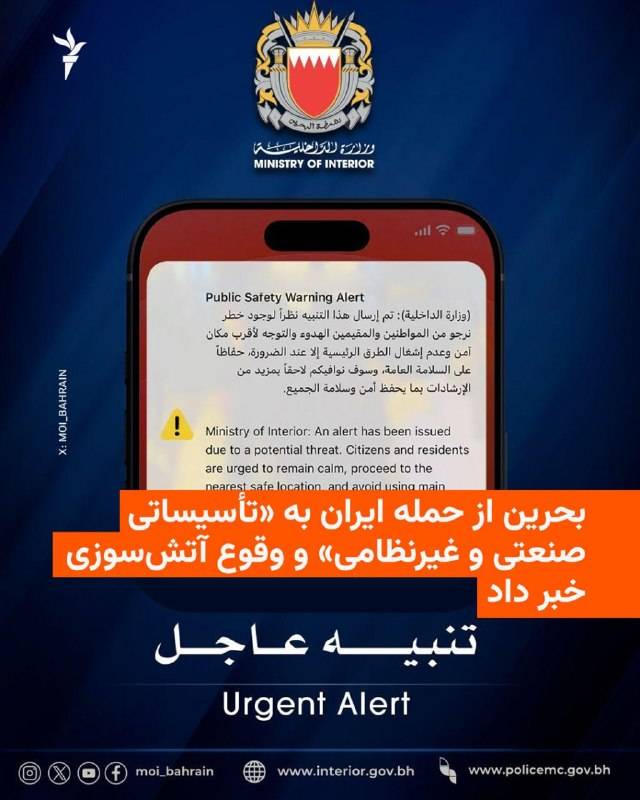 مملكة البحرين
وزارة الداخلية
MINISTRY OF INTERIOR
Public Safety Warning Alert
(وزارة الداخلية): تم إرسال هذا التنبيه نظراً لوجود خطر
نرجو من المواطنين والمقيمين الهدوء والتوجه لأقرب مكان
آمن وعدم إشغال الطرق الرئيسية إلا عند الضرورة، حفاظاً
على السلامة العامة، وسوف نوافيكم لاحقاً بمزيد من
الإرشادات بما يحفظ أمن وسلامة الجميع.
Ministry of Interior: An alert has been issued
due to a potential threat. Citizens and residents
are urged to remain calm, proceed to the
nearest safe location, and avoid using main
X: MOI_BAHRAIN
بحرین از حمله ایران به «تأسیساتی
صنعتی و غیرنظامی» و وقوع آتش‌سوزی
خبر داد
تنبيه عاجل
Urgent Alert
moi_bahrain
www.interior.gov.bh
www.policemc.gov.bh